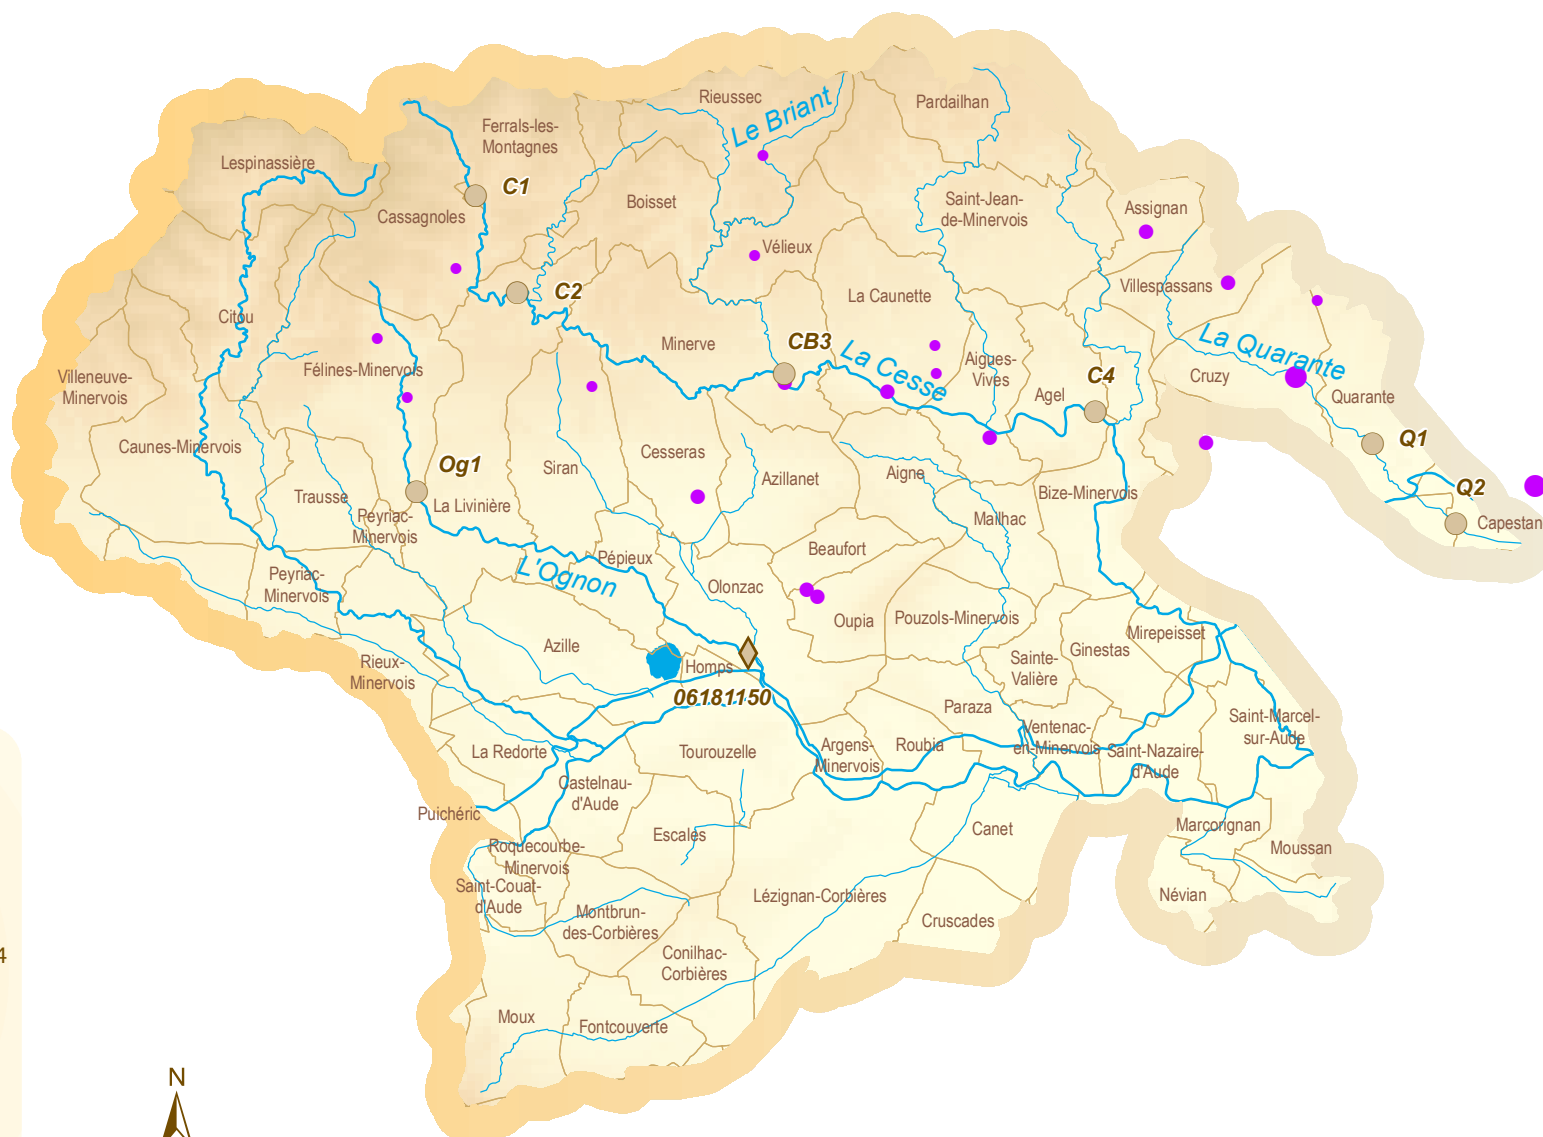 Rieussec
Le Briant
Pardailhan
Ferrals-les-
Montagnes
Lespinassière
C1
Cassagnoles
Boisset
Saint-Jean-
de-Minervois
Assignan
Vélieux
C2
La Caunette
Villespassans
Citou
Minerve
CB3
La Cesse
Aigues-
Vives
La Quarante
Villeneuve-
Minervois
Félines-Minervois
C4
Agel
Cruzy
Quarante
Caunes-Minervois
Og1
Siran
Cesseras
Azillanet
Aigne
Q1
Trausse
La Livinière
Peyriac-
Minervois
Bize-Minervois
Mailhac
Q2
Capestan
Pépieux
Beaufort
L'Ognon
Peyriac-
Minervois
Olonzac
Oupia
Pouzols-Minervois
Azille
Homps
Mirepeisset
Ginestas
Sainte-
Valière
Rieux-
Minervois
06181150
Paraza
La Redorte
Tourouzelle
Argens-
Minervois
Roubia
Ventenac-
en-Minervois
Saint-Nazaire-
d'Aude
Saint-Marcel-
sur-Aude
Castelnau-
d'Aude
Puichéric
Escales
Canet
Marcorignan
Moussan
Roquecourbe-
Minervois
Saint-Couat-
d'Aude
Lézignan-Corbières
Névian
Montbrun-
des-Corbières
Cruscades
Conilhac-
Corbières
4
Moux
Fontcouverte
N